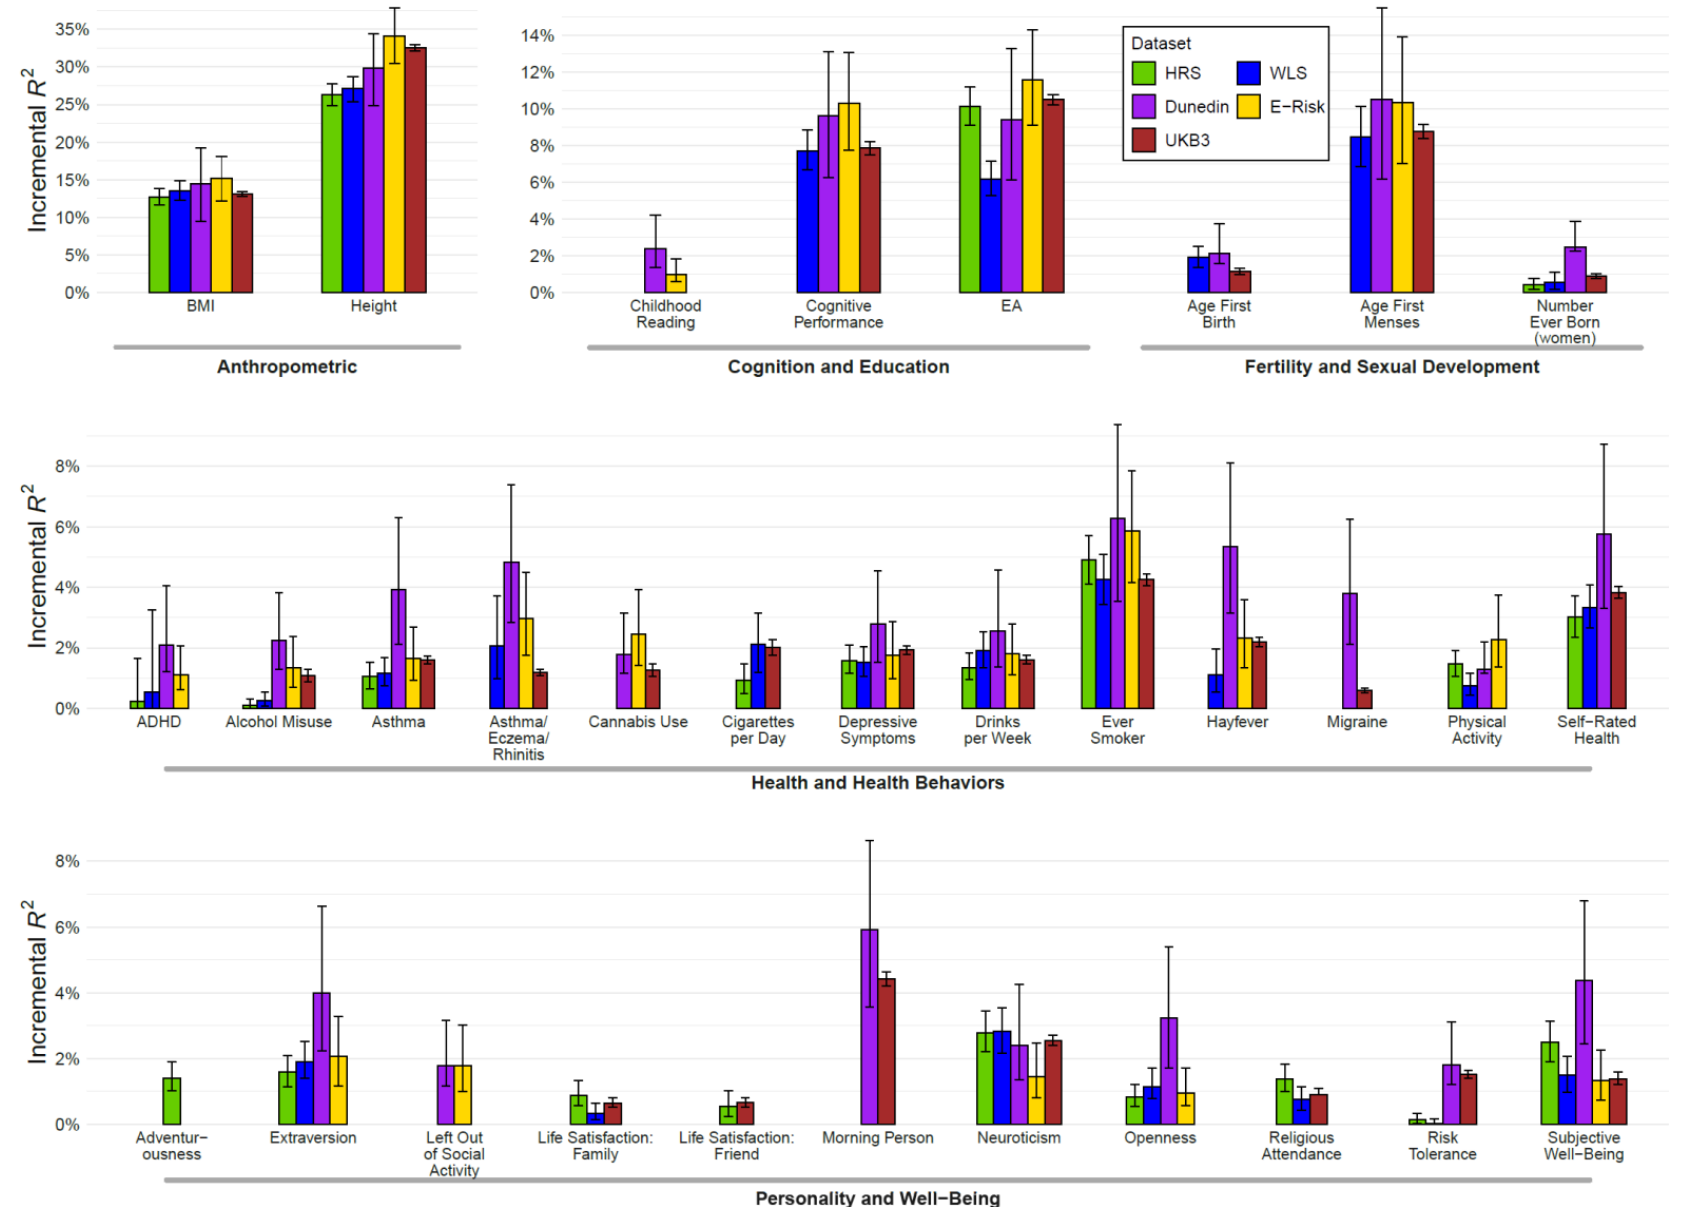 Incremental R²
35%
30%
25%
20%
15%
10%
5%
0%
BMI
Height
Anthropometric
14%
12%
10%
8%
6%
4%
2%
0%
Childhood
Reading
Cognitive
Performance
EA
Cognition and Education
Dataset
HRS
WLS
Dunedin
E−Risk
UKB3
Age First
Birth
Age First
Menses
Number
Ever Born
(women)
Fertility and Sexual Development
Incremental R²
8%
6%
4%
2%
0%
ADHD
Alcohol Misuse
Asthma
Asthma/
Eczema/
Rhinitis
Cannabis Use
Cigarettes
per Day
Depressive
Symptoms
Drinks
per Week
Ever
Smoker
Hayfever
Migraine
Physical
Activity
Self−Rated
Health
Health and Health Behaviors
Incremental R²
8%
6%
4%
2%
0%
Adventur−
ousness
Extraversion
Left Out
of Social
Activity
Life Satisfaction:
Family
Life Satisfaction:
Friend
Morning Person
Neuroticism
Openness
Religious
Attendance
Risk
Tolerance
Subjective
Well−Being
Personality and Well−Being